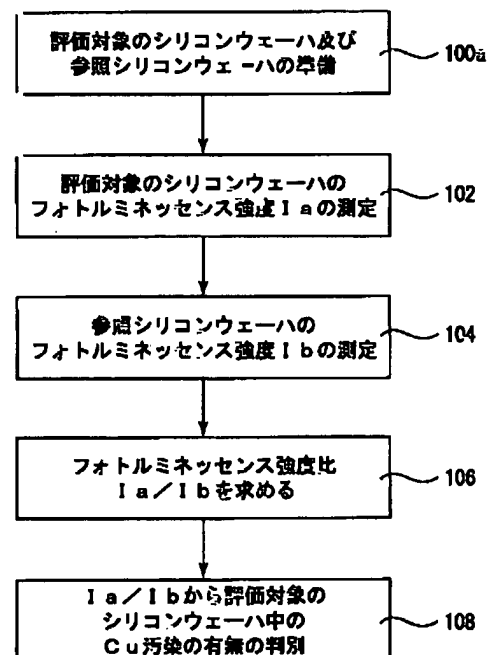 評価対象のシリコンウェーハ及び
参照シリコンウェーハの準備
100a
評価対象のシリコンウェーハの
フォトルミネッセンス強度Iaの測定
102
参照シリコンウェーハの
フォトルミネッセンス強度Ibの測定
104
フォトルミネッセンス強度比
Ia/Ibを求める
106
Ia/Ibから評価対象の
シリコンウェーハ中の
Cu汚染の有無の判別
108